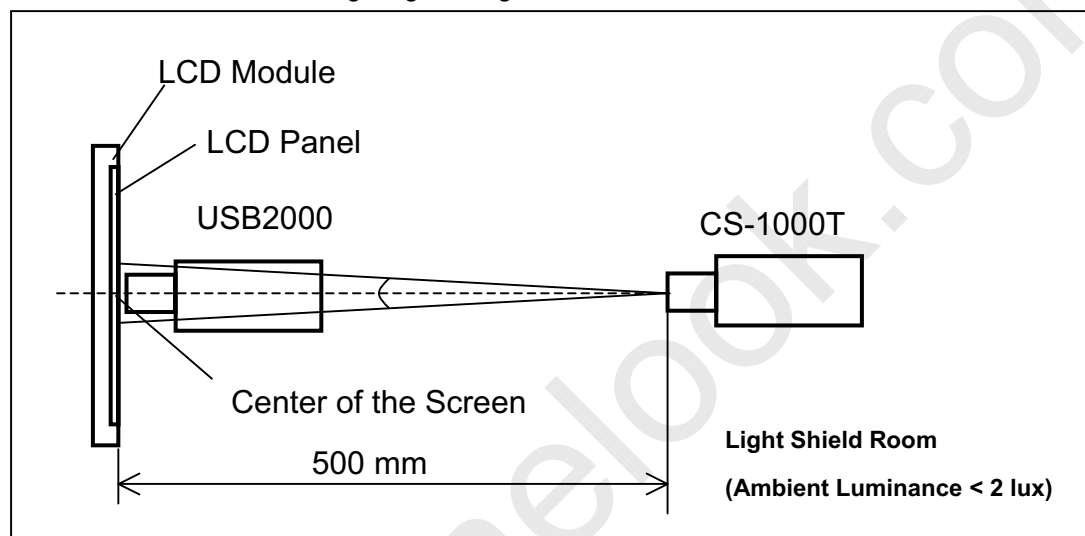 LCD Module
LCD Panel
USB2000
CS-1000T
Center of the Screen
500 mm
Light Shield Room
(Ambient Luminance < 2 lux)